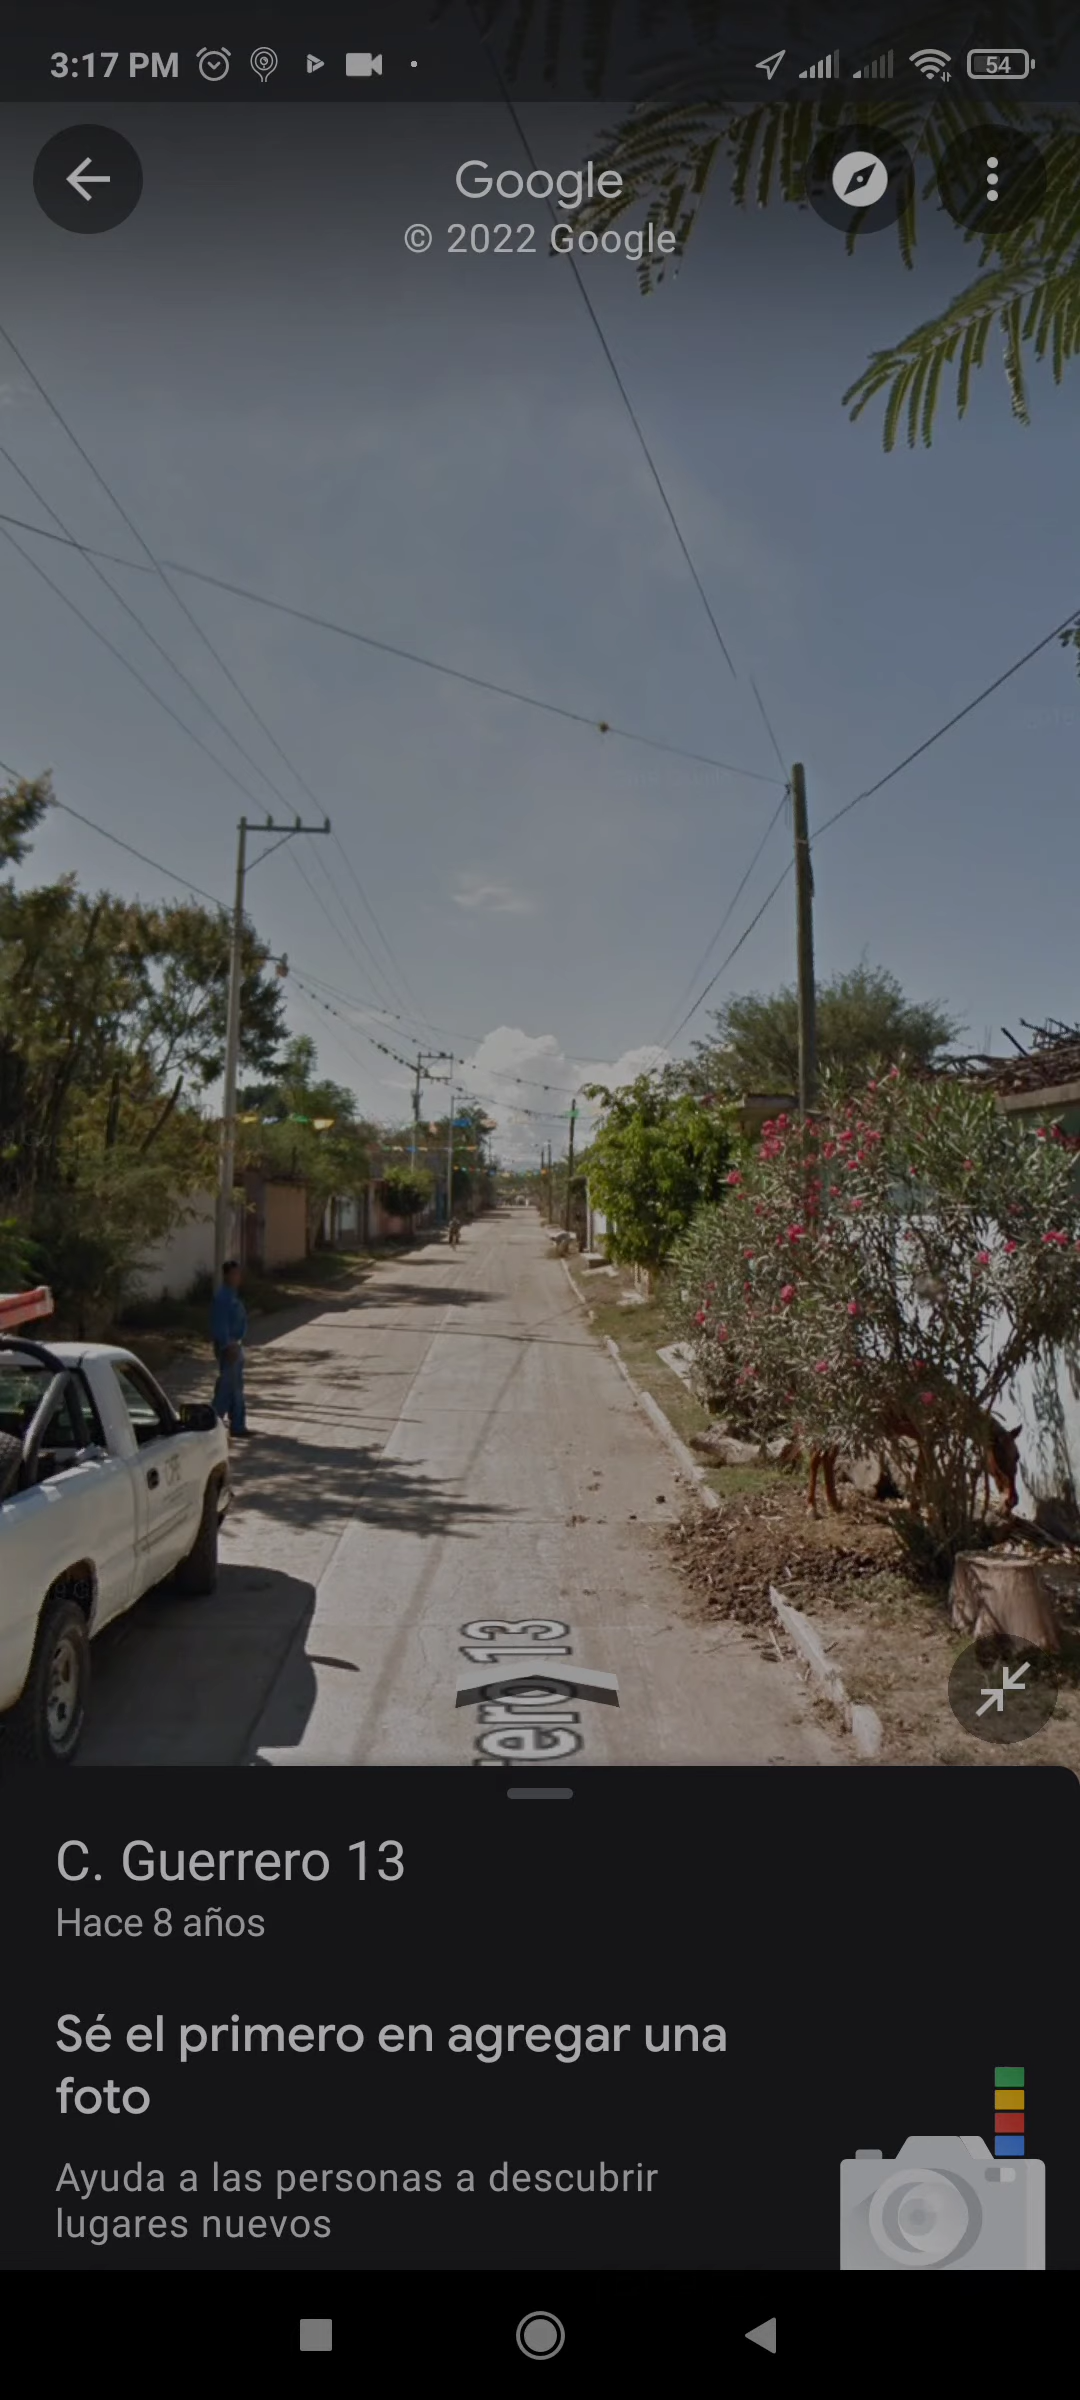 3:17 PM
54
Google
© 2022 Google
13
C. Guerrero 13
Hace 8 años
Sé el primero en agregar una
foto
Ayuda a las personas a descubrir
lugares nuevos